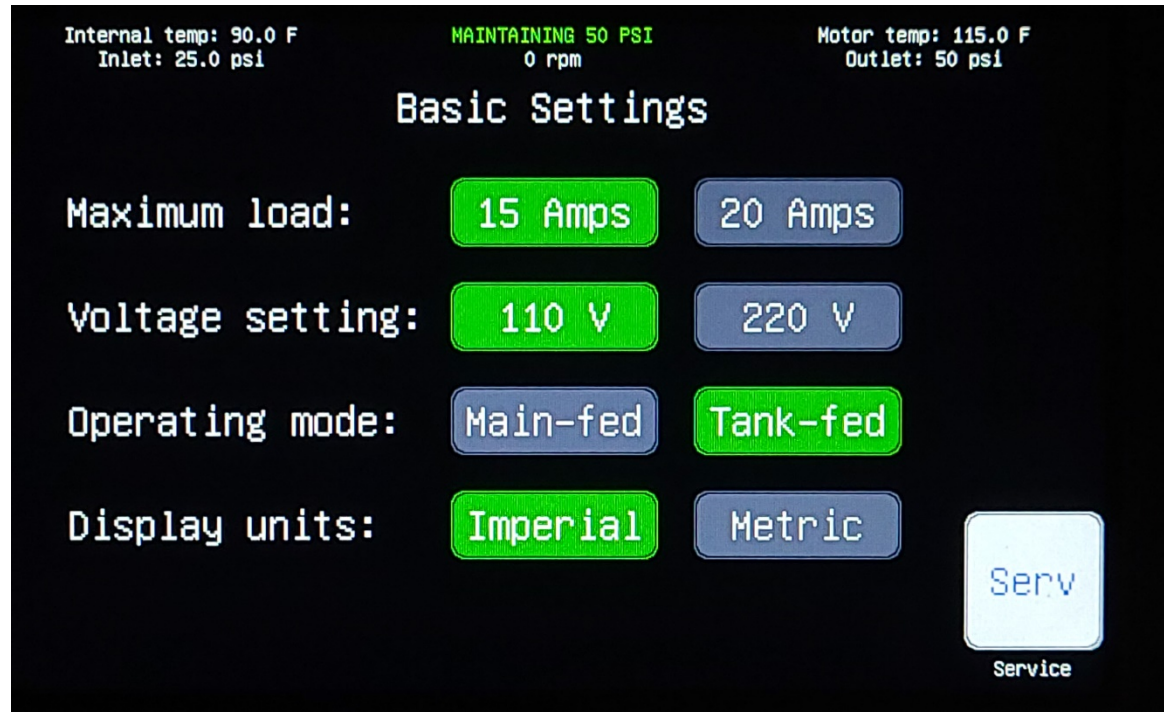 Internal temp: 90.0 F
Inlet: 25.0 psi
MAINTAINING 50 PSI
0 rpm
Motor temp: 115.0 F
Outlet: 50 psi
Basic Settings
Maximum load: 15 Amps 20 Amps
Voltage setting: 110 V 220 V
Operating mode: Main-fed Tank-fed
Display units: Imperial Metric
Serv
Service